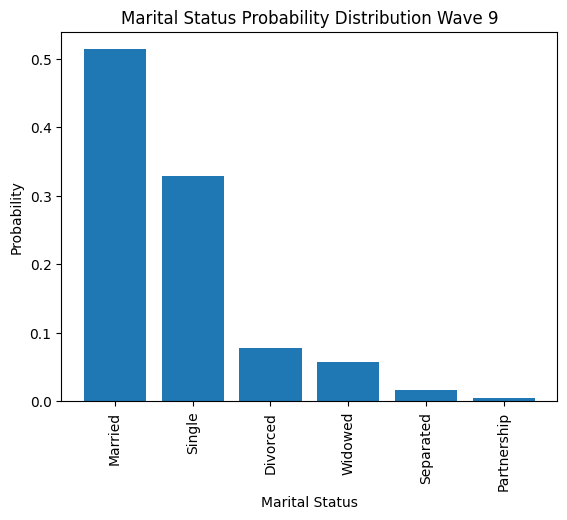 Marital Status Probability Distribution Wave 9
Probability
0.5
0.4
0.3
0.2
0.1
0.0
Married
Single
Divorced
Widowed
Separated
Partnership
Marital Status